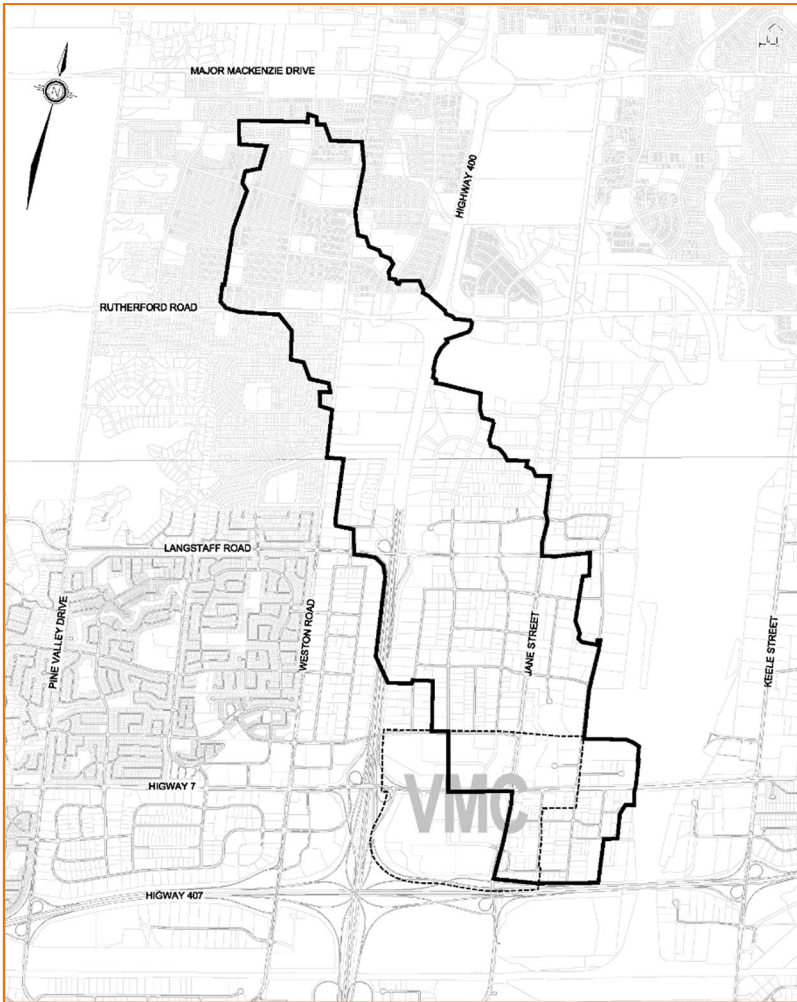 MAJOR MACKENZIE DRIVE
HIGHWAY 400
RUTHERFORD ROAD
LANGSTAFF ROAD
PINE VALLEY DRIVE
WESTON ROAD
JANE STREET
KEELE STREET
HIGWAY 7
VMC
HIGWAY 407
N